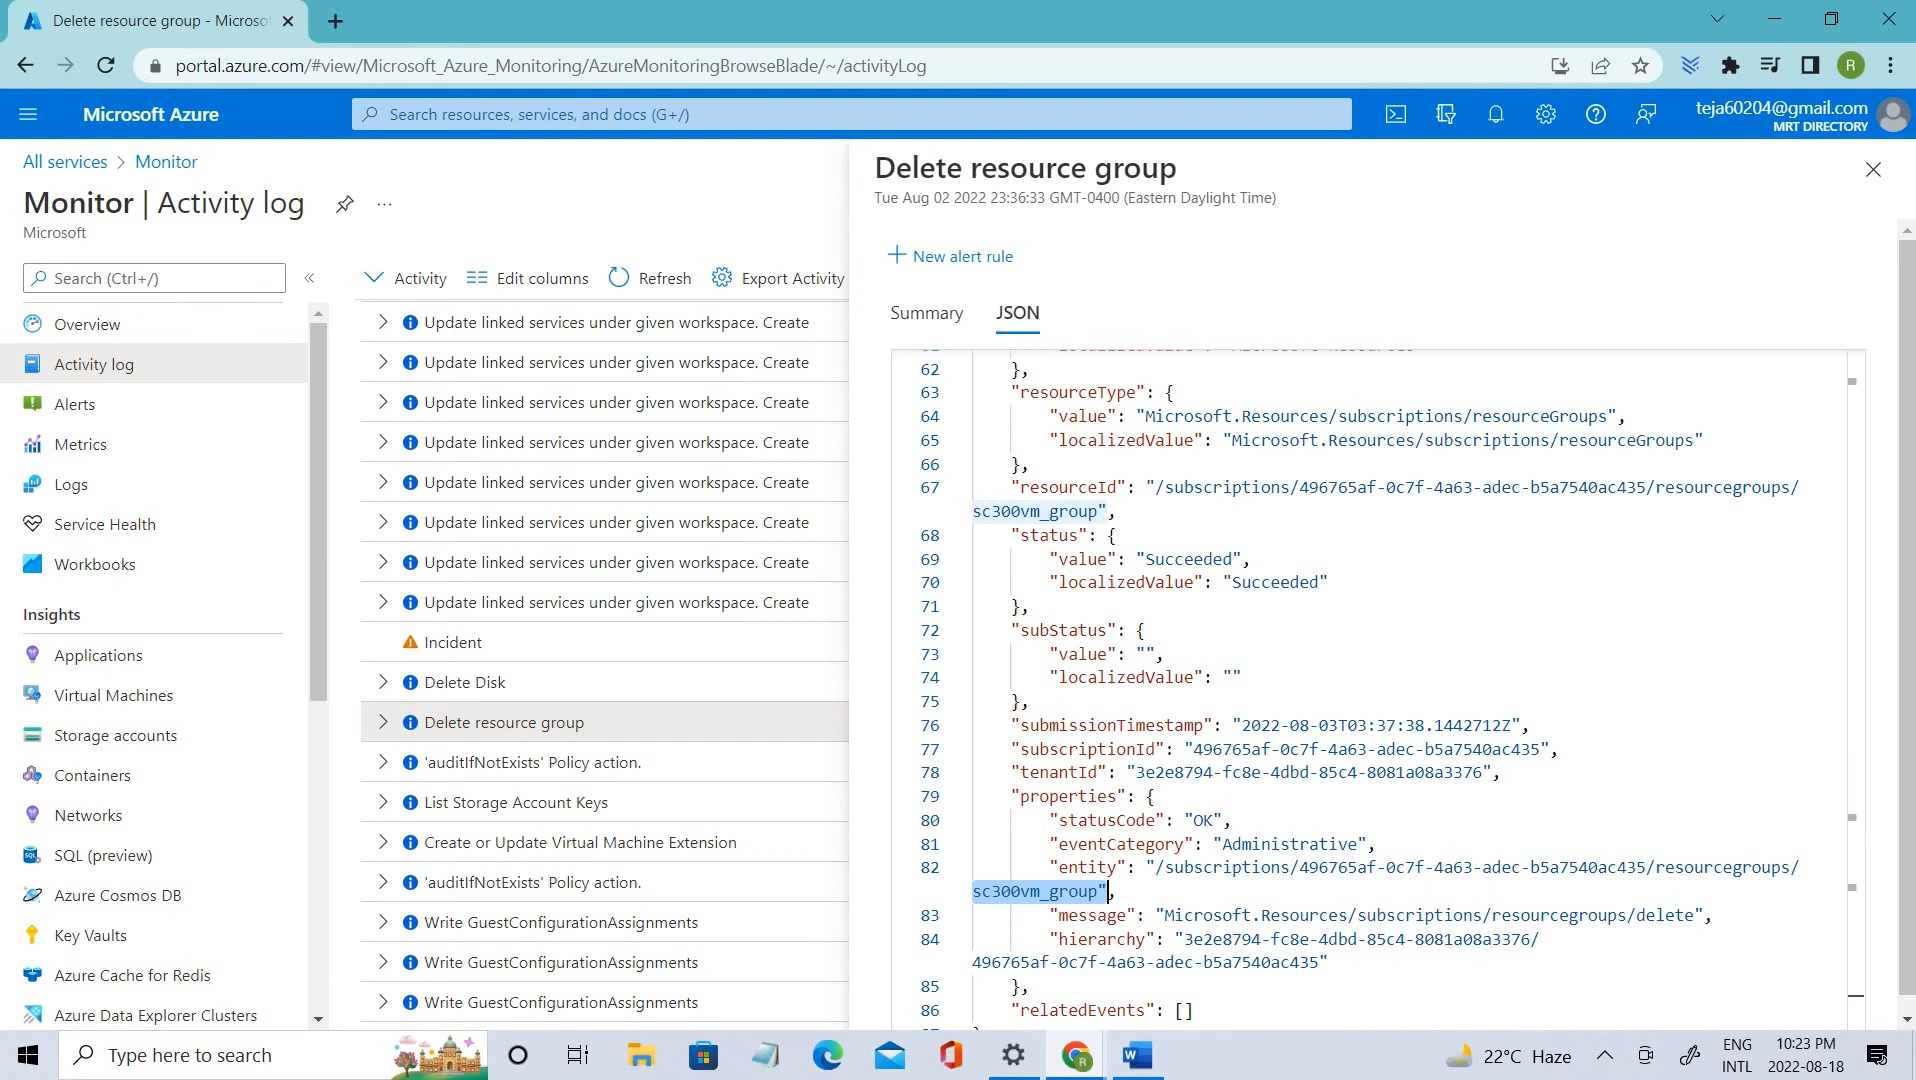 Delete resource group - Microso
portal.azure.com/#view/Microsoft_Azure_Monitoring/AzureMonitoringBrowseBlade/~/activityLog
R
Microsoft Azure
Search resources, services, and docs (G+/)
teja60204@gmail.com
MRT DIRECTORY
All services > Monitor
Monitor | Activity log
Microsoft
Search (Ctrl+/)
Overview
Activity log
Alerts
Metrics
Logs
Service Health
Workbooks
Insights
Applications
Virtual Machines
Storage accounts
Containers
Networks
SQL (preview)
Azure Cosmos DB
Key Vaults
Azure Cache for Redis
Azure Data Explorer Clusters
Activity
Edit columns
Refresh
Export Activity
Update linked services under given workspace. Create
Update linked services under given workspace. Create
Update linked services under given workspace. Create
Update linked services under given workspace. Create
Update linked services under given workspace. Create
Update linked services under given workspace. Create
Update linked services under given workspace. Create
Update linked services under given workspace. Create
Incident
Delete Disk
Delete resource group
'auditIfNotExists' Policy action.
List Storage Account Keys
Create or Update Virtual Machine Extension
'auditIfNotExists' Policy action.
Write GuestConfigurationAssignments
Write GuestConfigurationAssignments
Write GuestConfigurationAssignments
Delete resource group
Tue Aug 02 2022 23:36:33 GMT-0400 (Eastern Daylight Time)
New alert rule
Summary
JSON
62 },
63 "resourceType": {
64 "value": "Microsoft.Resources/subscriptions/resourceGroups",
65 "localizedValue": "Microsoft.Resources/subscriptions/resourceGroups"
66 },
67 "resourceId": "/subscriptions/496765af-0c7f-4a63-adec-b5a7540ac435/resourcegroups/
sc300vm_group",
68 "status": {
69 "value": "Succeeded",
70 "localizedValue": "Succeeded"
71 },
72 "subStatus": {
73 "value": "",
74 "localizedValue": ""
75 },
76 "submissionTimestamp": "2022-08-03T03:37:38.1442712Z",
77 "subscriptionId": "496765af-0c7f-4a63-adec-b5a7540ac435",
78 "tenantId": "3e2e8794-fc8e-4dbd-85c4-8081a08a3376",
79 "properties": {
80 "statusCode": "OK",
81 "eventCategory": "Administrative",
82 "entity": "/subscriptions/496765af-0c7f-4a63-adec-b5a7540ac435/resourcegroups/
sc300vm_group",
83 "message": "Microsoft.Resources/subscriptions/resourcegroups/delete",
84 "hierarchy": "3e2e8794-fc8e-4dbd-85c4-8081a08a3376/
496765af-0c7f-4a63-adec-b5a7540ac435"
85 },
86 "relatedEvents": []
Type here to search
22°C Haze
ENG
INTL
10:23 PM
2022-08-18